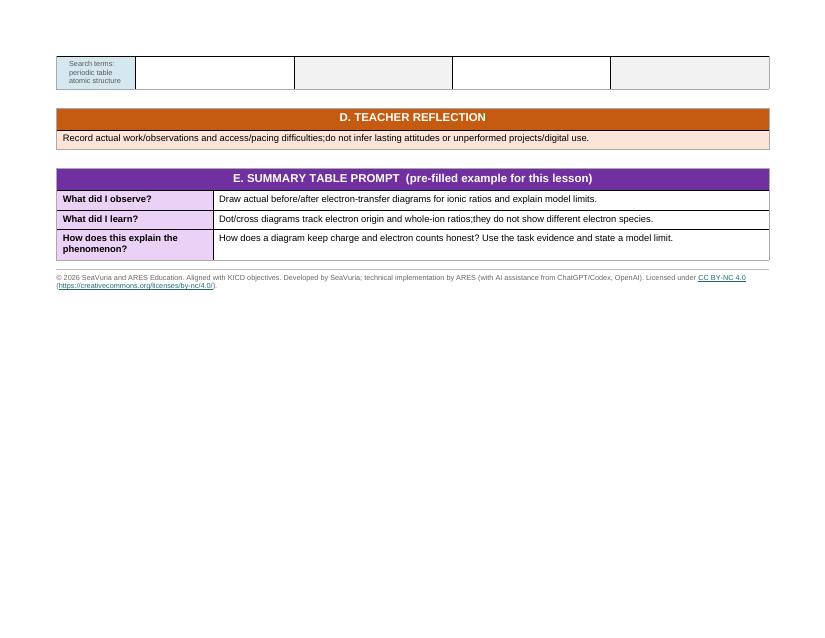 Search terms:
periodic table
atomic structure
D. TEACHER REFLECTION
Record actual work/observations and access/pacing difficulties;do not infer lasting attitudes or unperformed projects/digital use.
E. SUMMARY TABLE PROMPT  (pre-filled example for this lesson)
What did I observe?
Draw actual before/after electron-transfer diagrams for ionic ratios and explain model limits.
What did I learn?
Dot/cross diagrams track electron origin and whole-ion ratios;they do not show different electron species.
How does this explain the
phenomenon?
How does a diagram keep charge and electron counts honest? Use the task evidence and state a model limit.
© 2026 SeaVuria and ARES Education. Aligned with KICD objectives. Developed by SeaVuria; technical implementation by ARES (with AI assistance from ChatGPT/Codex, OpenAI). Licensed under CC BY-NC 4.0
(https://creativecommons.org/licenses/by-nc/4.0/).